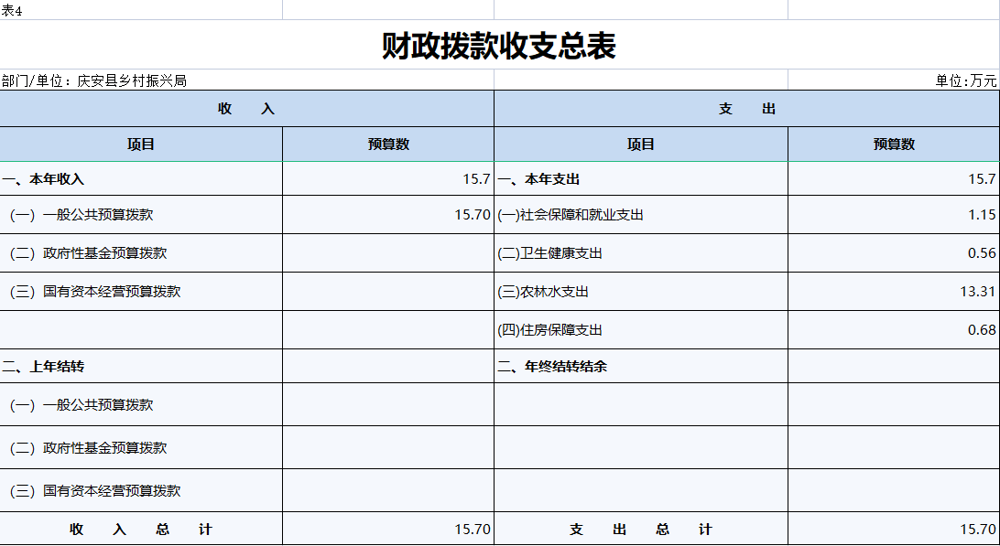 表4
财政拨款收支总表
部门/单位：庆安县乡村振兴局 单位:万元
收 入 支 出
项目 预算数 项目 预算数
一、本年收入 15.7 一、本年支出 15.7
（一）一般公共预算拨款 15.70 (一)社会保障和就业支出 1.15
（二）政府性基金预算拨款 (二)卫生健康支出 0.56
（三）国有资本经营预算拨款 (三)农林水支出 13.31
(四)住房保障支出 0.68
二、上年结转 二、年终结转结余
（一）一般公共预算拨款
（二）政府性基金预算拨款
（三）国有资本经营预算拨款
收 入 总 计 15.70 支 出 总 计 15.70